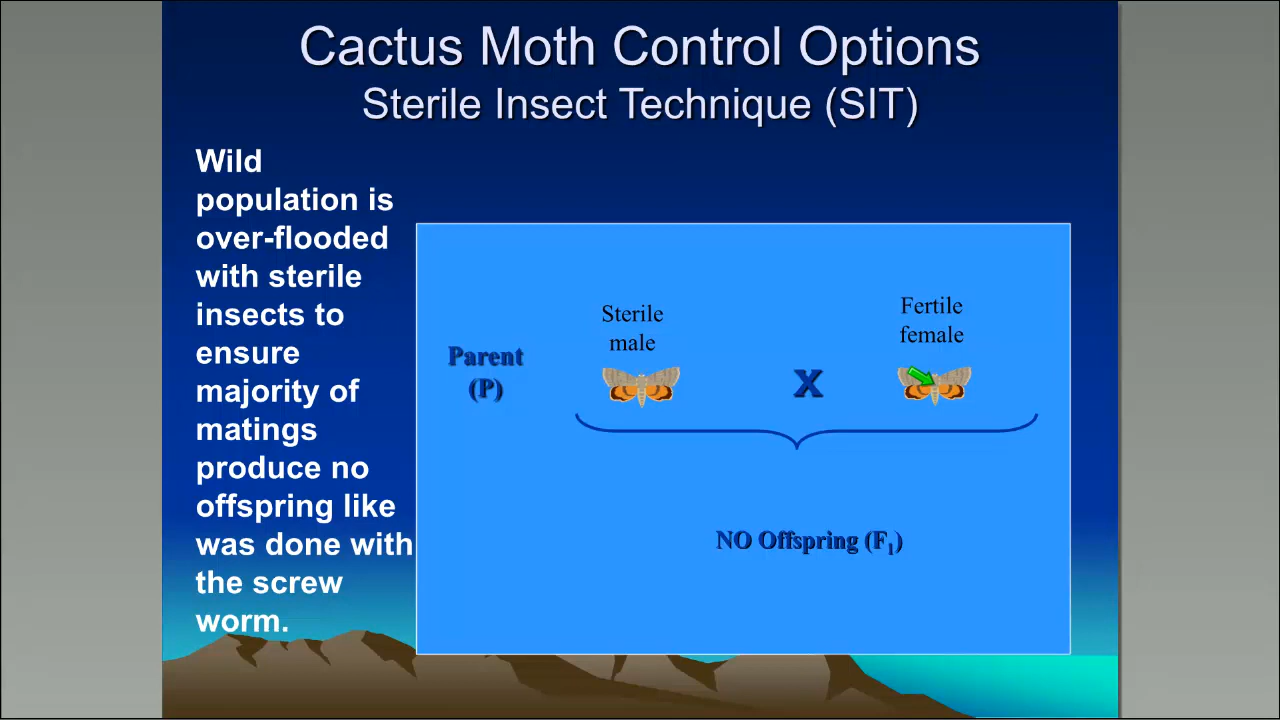 Cactus Moth Control Options
Sterile Insect Technique (SIT)
Wild
population is
over-flooded
with sterile
insects to
ensure
majority of
matings
produce no
offspring like
was done with
the screw
worm.
Sterile
male
Fertile
female
Parent
(P)
X
NO Offspring (F₁)